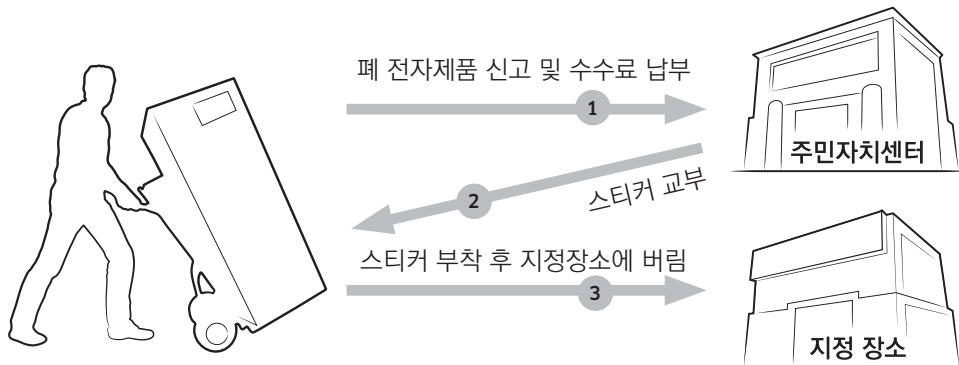 폐 전자제품 신고 및 수수료 납부
1
주민자치센터
2
스티커 교부
스티커 부착 후 지정장소에 버림
3
지정 장소